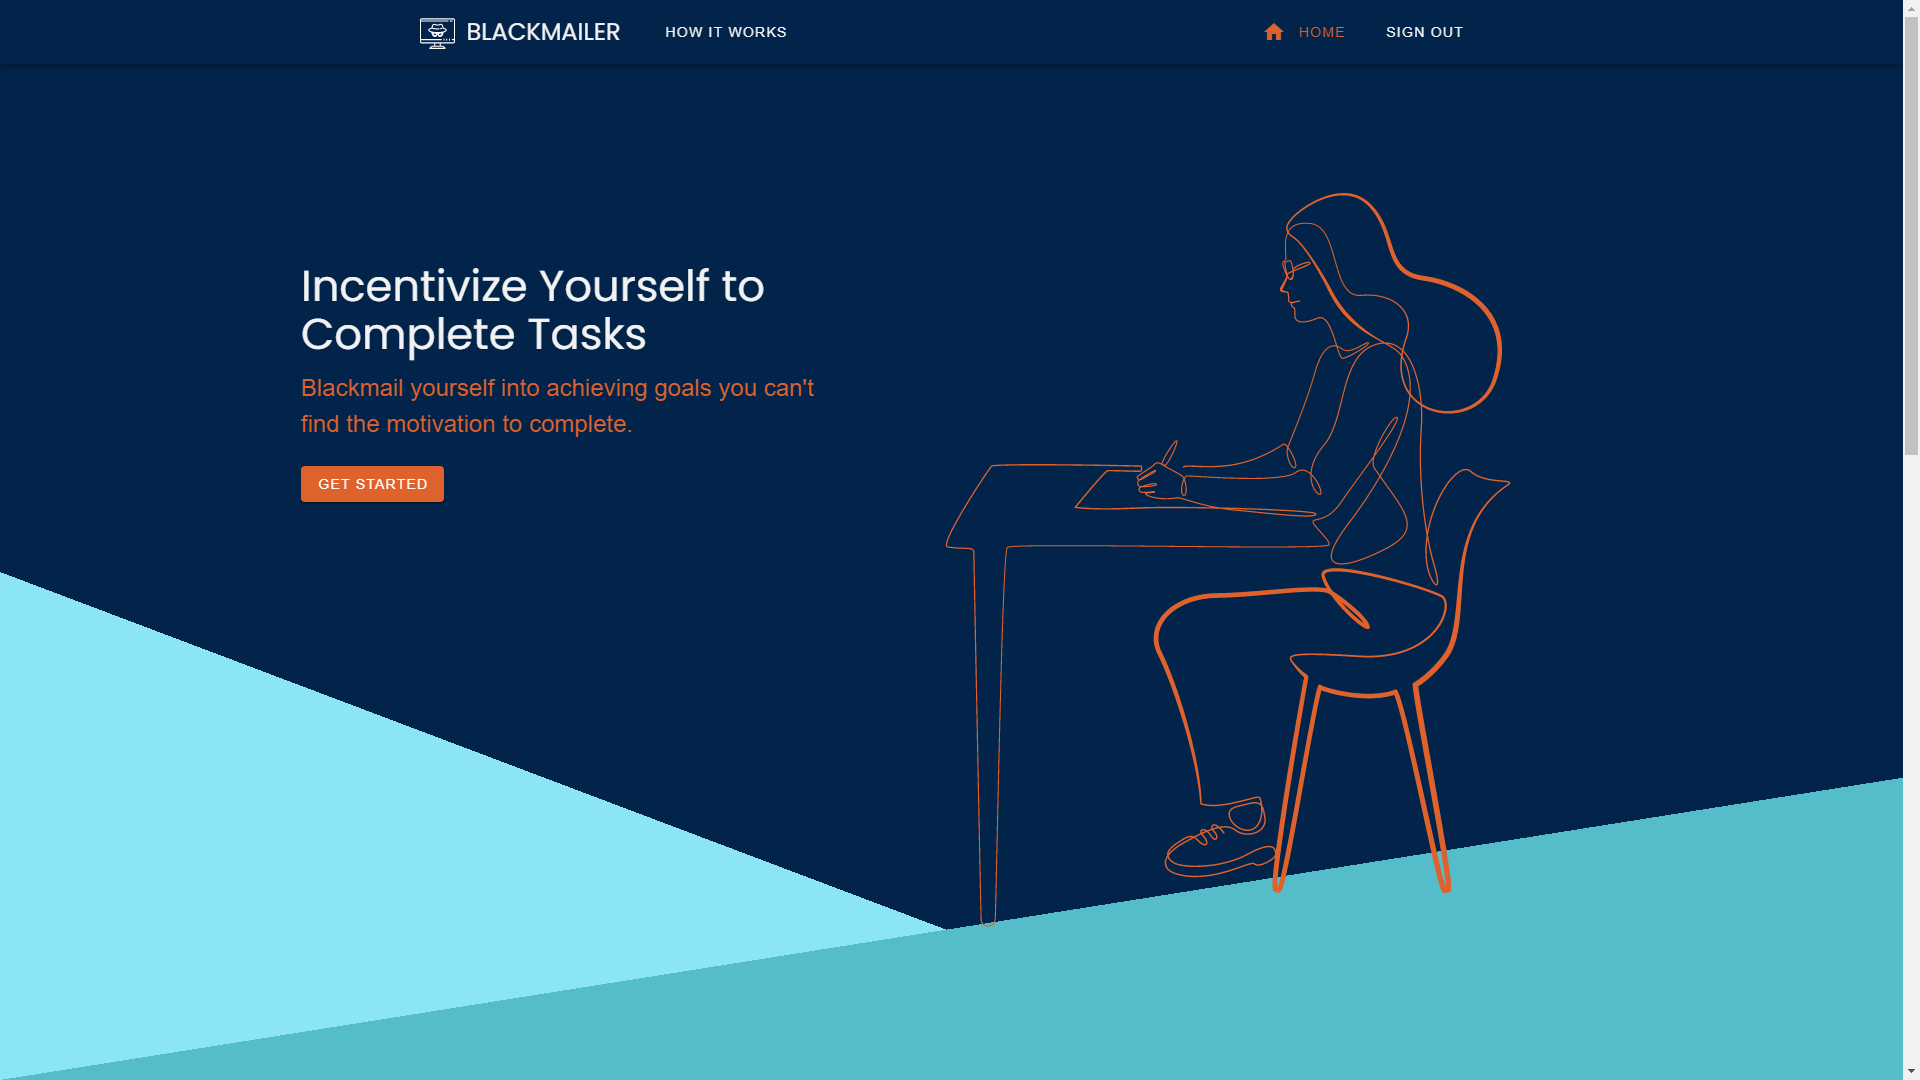 BLACKMAILER
HOW IT WORKS
HOME
SIGN OUT
Incentivize Yourself to
Complete Tasks
Blackmail yourself into achieving goals you can't
find the motivation to complete.
GET STARTED